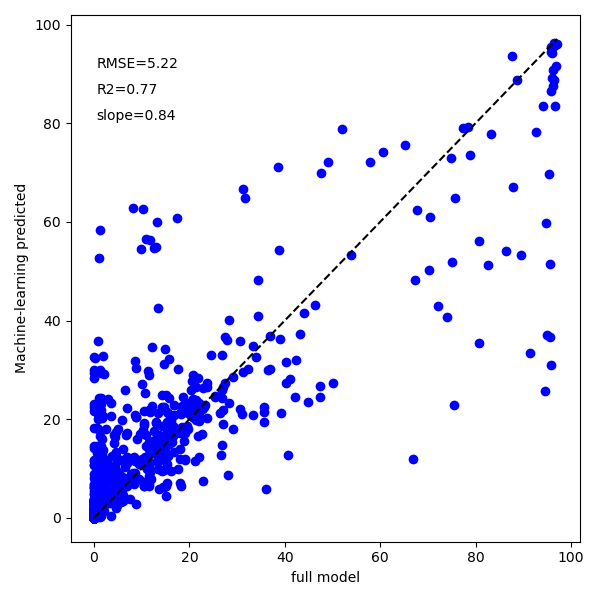 100
80
60
40
20
0
Machine-learning predicted
RMSE=5.22
R2=0.77
slope=0.84
0 20 40 60 80 100
full model